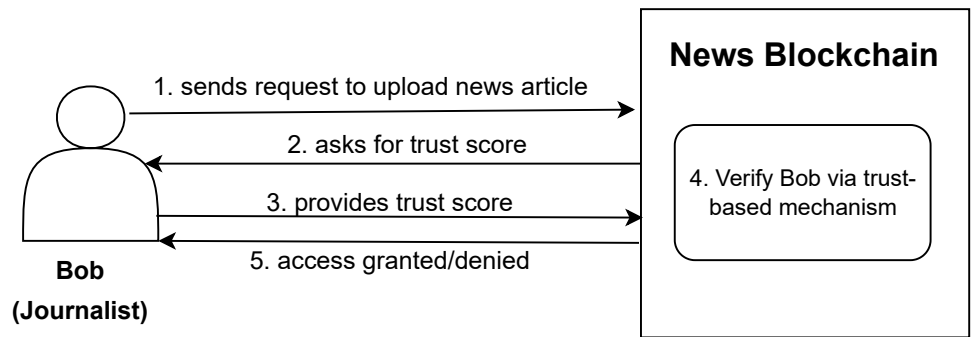 News Blockchain
1. sends request to upload news article
2. asks for trust score
3. provides trust score
4. Verify Bob via trust-
based mechanism
5. access granted/denied
Bob
(Journalist)